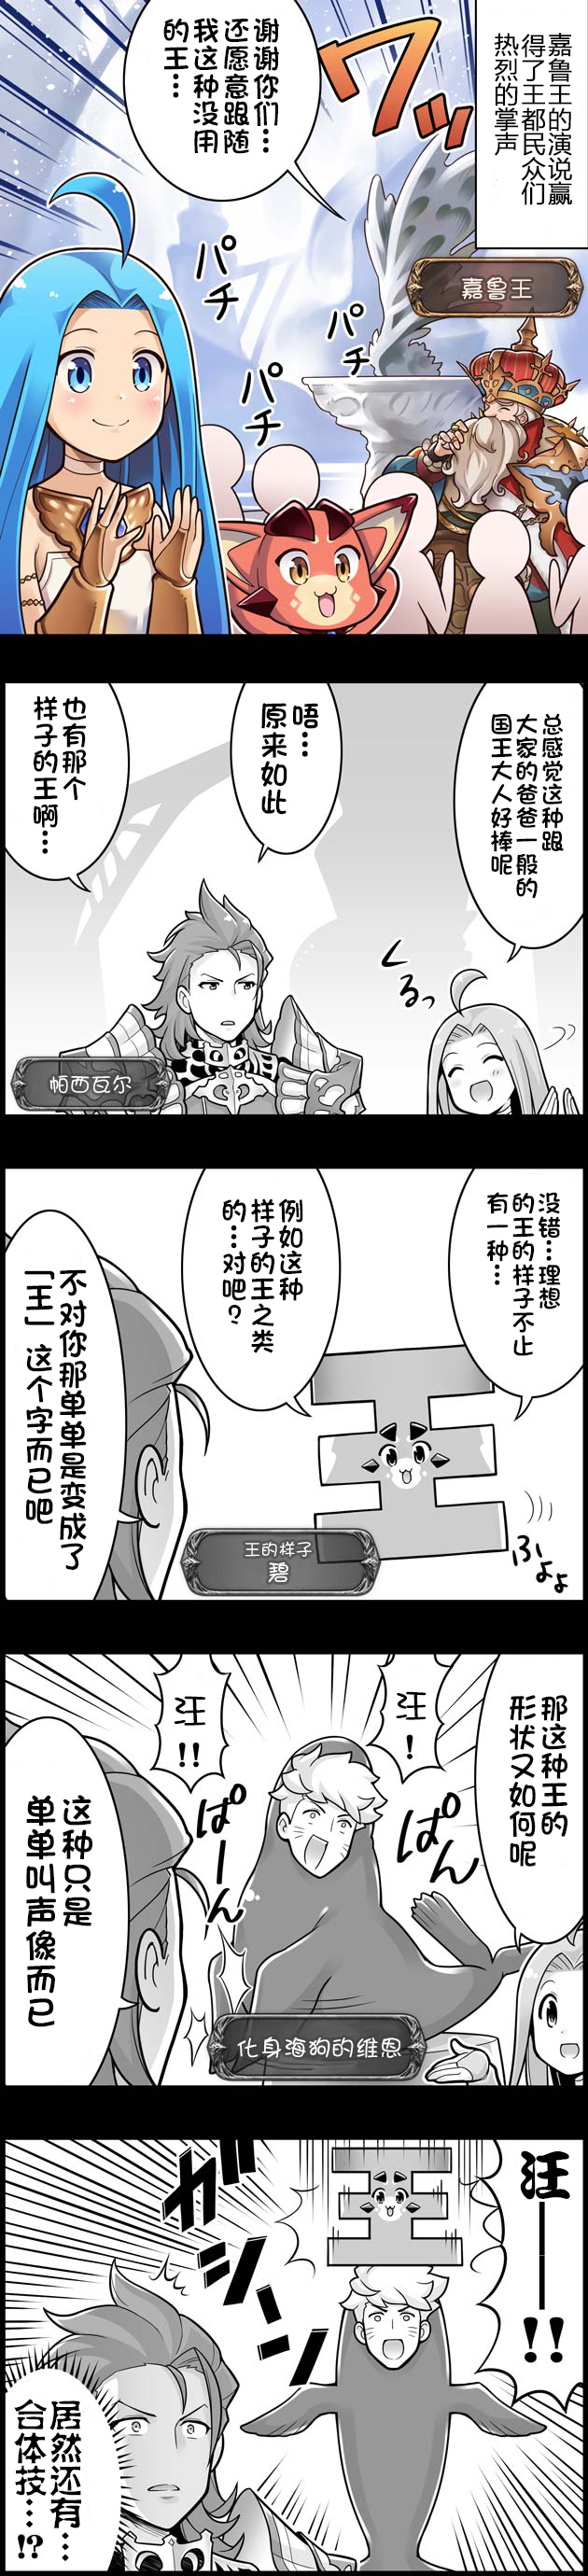 嘉鲁王的演说赢
得了王都民众们
热烈的掌声
ワッ
谢谢你们…
还愿意跟随
我这种没用
的王…
嘉鲁王
パチ
パチ
パチ
总感觉这种跟
大家的爸爸一般的
国王大人好棒呢
唔…
原来如此
也有那个
样子的王啊…
くるっ
帕西瓦尔
没错…理想
的王的样子不止
有一种…
例如这种
样子的王之类
的…对吧？
王
ふよよ
王的样子
碧
不对你那单单是变成了
「王」这个字而已吧
那这种王的
形状又如何呢
汪！
汪！！
ぱんぱーん
化身海狗的维恩
这种只是
单单叫声像而已
汪——！！
王
ガシーン
居然还有…
合体技…！？